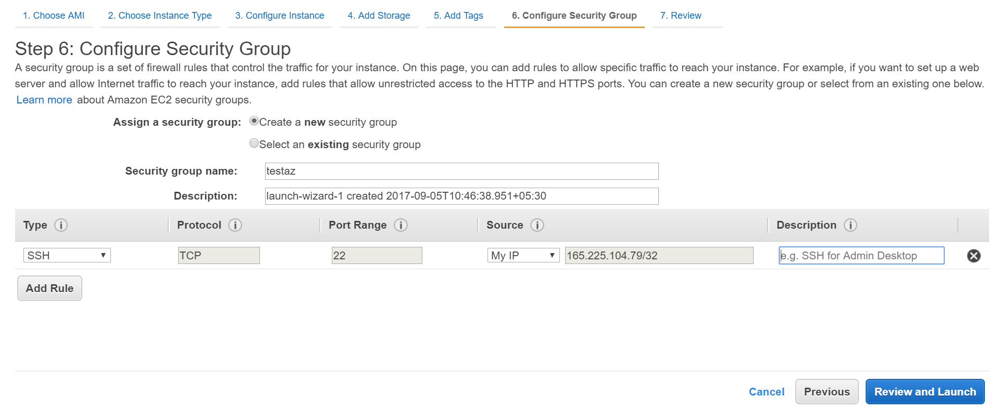 1. Choose AMI 2. Choose Instance Type 3. Configure Instance 4. Add Storage 5. Add Tags 6. Configure Security Group 7. Review
Step 6: Configure Security Group
A security group is a set of firewall rules that control the traffic for your instance. On this page, you can add rules to allow specific traffic to reach your instance. For example, if you want to set up a web
server and allow Internet traffic to reach your instance, add rules that allow unrestricted access to the HTTP and HTTPS ports. You can create a new security group or select from an existing one below.
Learn more about Amazon EC2 security groups.
Assign a security group: Create a new security group
Select an existing security group
Security group name: testaz
Description: launch-wizard-1 created 2017-09-05T10:46:38.951+05:30
Type i Protocol i Port Range i Source i Description i
SSH TCP 22 My IP 165.225.104.79/32 e.g. SSH for Admin Desktop
Add Rule
Cancel Previous Review and Launch